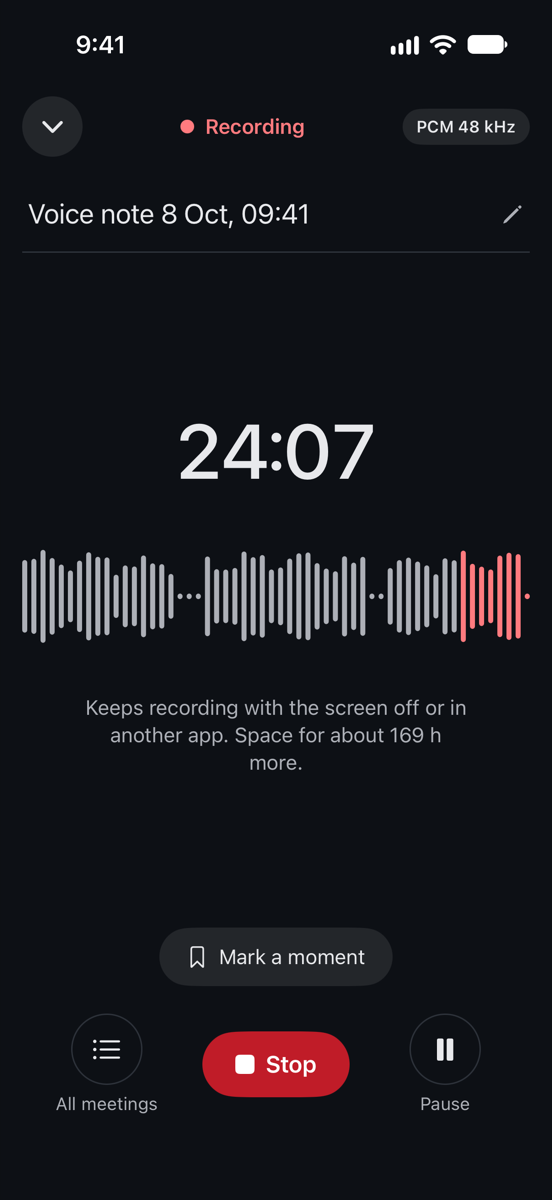 9:41
Recording
PCM 48 kHz
Voice note 8 Oct, 09:41
24:07
Keeps recording with the screen off or in
another app. Space for about 169 h
more.
Mark a moment
Stop
All meetings
Pause